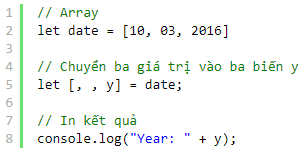 1 // Array
2 let date = [10, 03, 2016]
3
4 // Chuyển ba giá trị vào ba biến y
5 let [, , y] = date;
6
7 // In kết quả
8 console.log("Year: " + y);